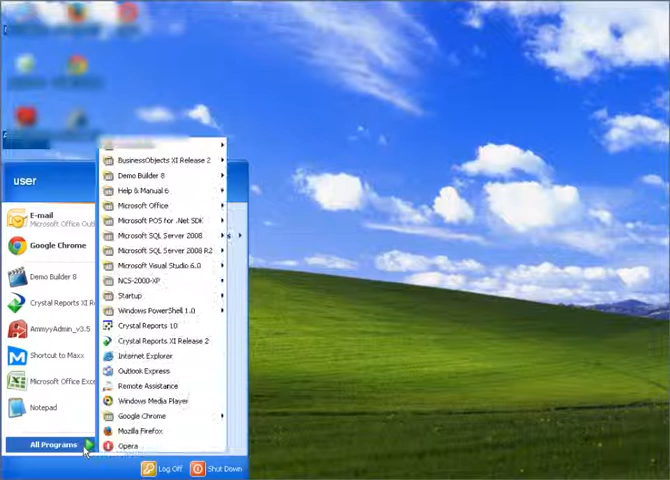 BusinessObjects XI Release 2
Demo Builder 8
Help & Manual 6
Microsoft Office
Microsoft POS for .Net SDK
Microsoft SQL Server 2008
Microsoft SQL Server 2008 R2
Microsoft Visual Studio 6.0
NCS-2000-XP
Startup
Windows PowerShell 1.0
Crystal Reports 10
Crystal Reports XI Release 2
Internet Explorer
Outlook Express
Remote Assistance
Windows Media Player
Google Chrome
Mozilla Firefox
Opera
user
E-mail
Microsoft Office Out
Google Chrome
Demo Builder 8
Crystal Reports XI R
AmmyyAdmin_v3.5
Shortcut to Maxx
Microsoft Office Exce
Notepad
All Programs
Log Off
Shut Down